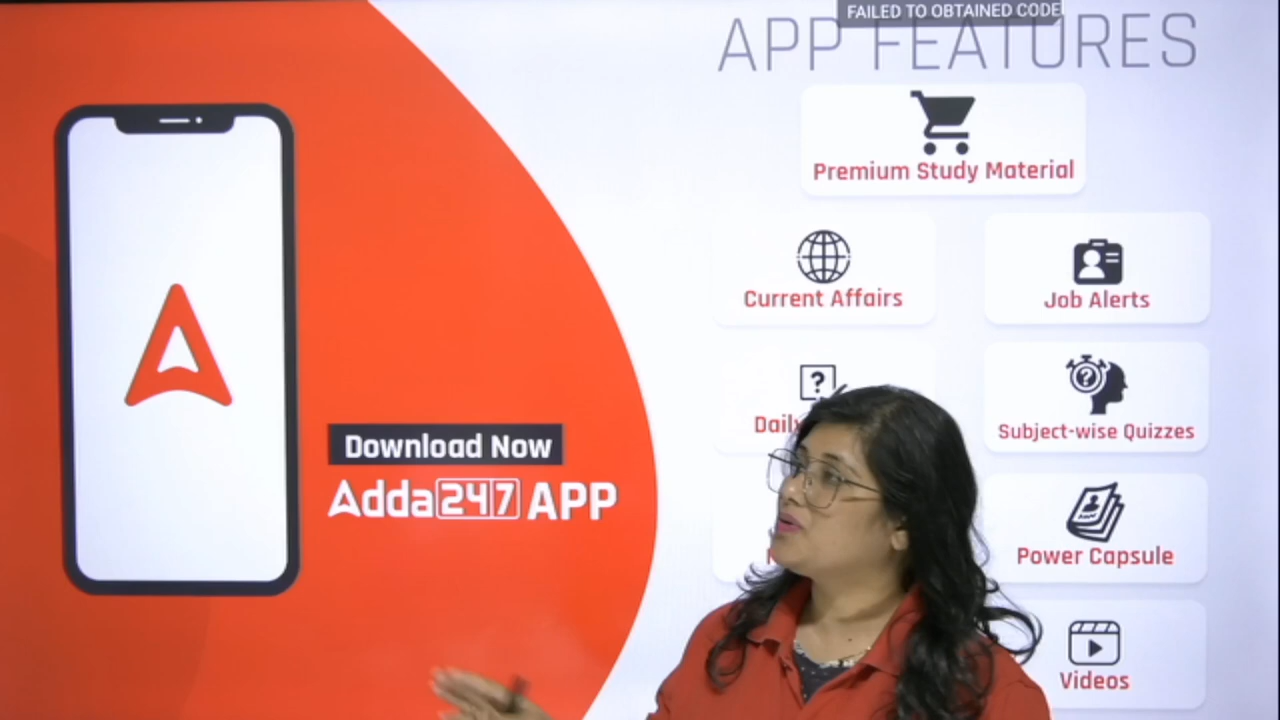 FAILED TO OBTAINED CODE
APP FEATURES
Premium Study Material
Current Affairs
Job Alerts
Daily
Subject-wise Quizzes
Download Now
Adda247 APP
Power Capsule
Videos